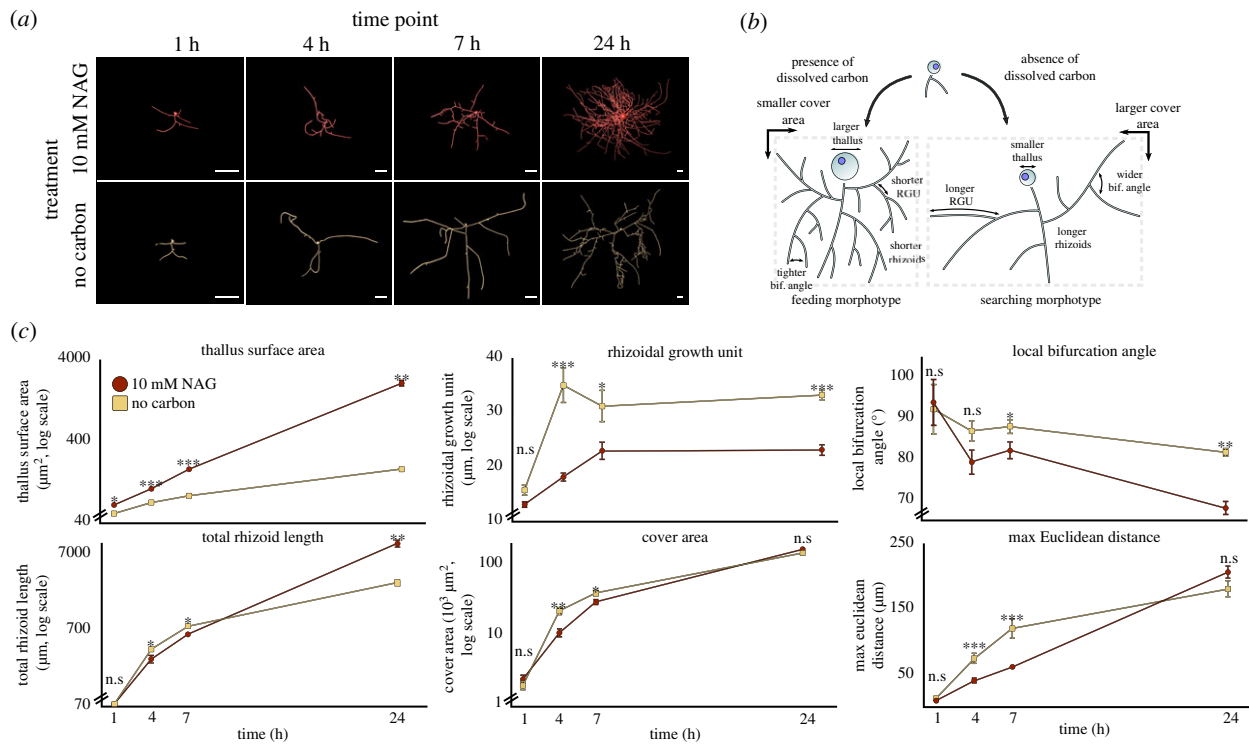 (a)
time point
1 h
4 h
7 h
24 h
treatment
10 mM NAG
no carbon
(b)
presence of
dissolved carbon
absence of
dissolved carbon
smaller cover
area
larger cover
area
larger
thallus
smaller
thallus
shorter
RGU
longer
RGU
wider
bif. angle
shorter
rhizoids
longer
rhizoids
tighter
bif. angle
feeding morphotype
searching morphotype
(c)
thallus surface area
thallus surface area
(µm², log scale)
4000
400
40
10 mM NAG
no carbon
*
***
***
**
rhizoidal growth unit
rhizoidal growth unit
(µm, log scale)
40
30
20
10
n.s
***
*
***
local bifurcation angle
local bifurcation
angle (°)
100
90
80
70
n.s
n.s
*
**
total rhizoid length
total rhizoid length
(µm, log scale)
7000
700
70
n.s
*
*
**
1
4
7
24
time (h)
cover area
cover area (10³ µm²,
log scale)
100
10
1
n.s
**
*
n.s
1
4
7
24
time (h)
max Euclidean distance
max euclidean
distance (µm)
250
150
50
n.s
***
***
n.s
1
4
7
24
time (h)